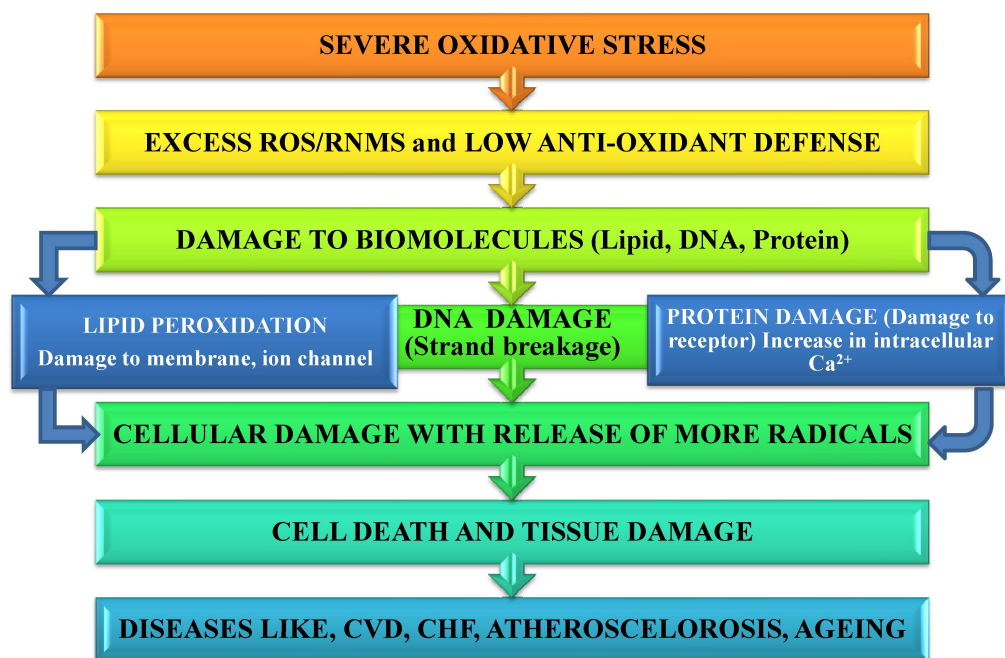 SEVERE OXIDATIVE STRESS
EXCESS ROS/RNMS and LOW ANTI-OXIDANT DEFENSE
DAMAGE TO BIOMOLECULES (Lipid, DNA, Protein)
LIPID PEROXIDATION
Damage to membrane, ion channel
DNA DAMAGE
(Strand breakage)
PROTEIN DAMAGE (Damage to
receptor) Increase in intracellular
Ca²⁺
CELLULAR DAMAGE WITH RELEASE OF MORE RADICALS
CELL DEATH AND TISSUE DAMAGE
DISEASES LIKE, CVD, CHF, ATHEROSCELOROSIS, AGEING